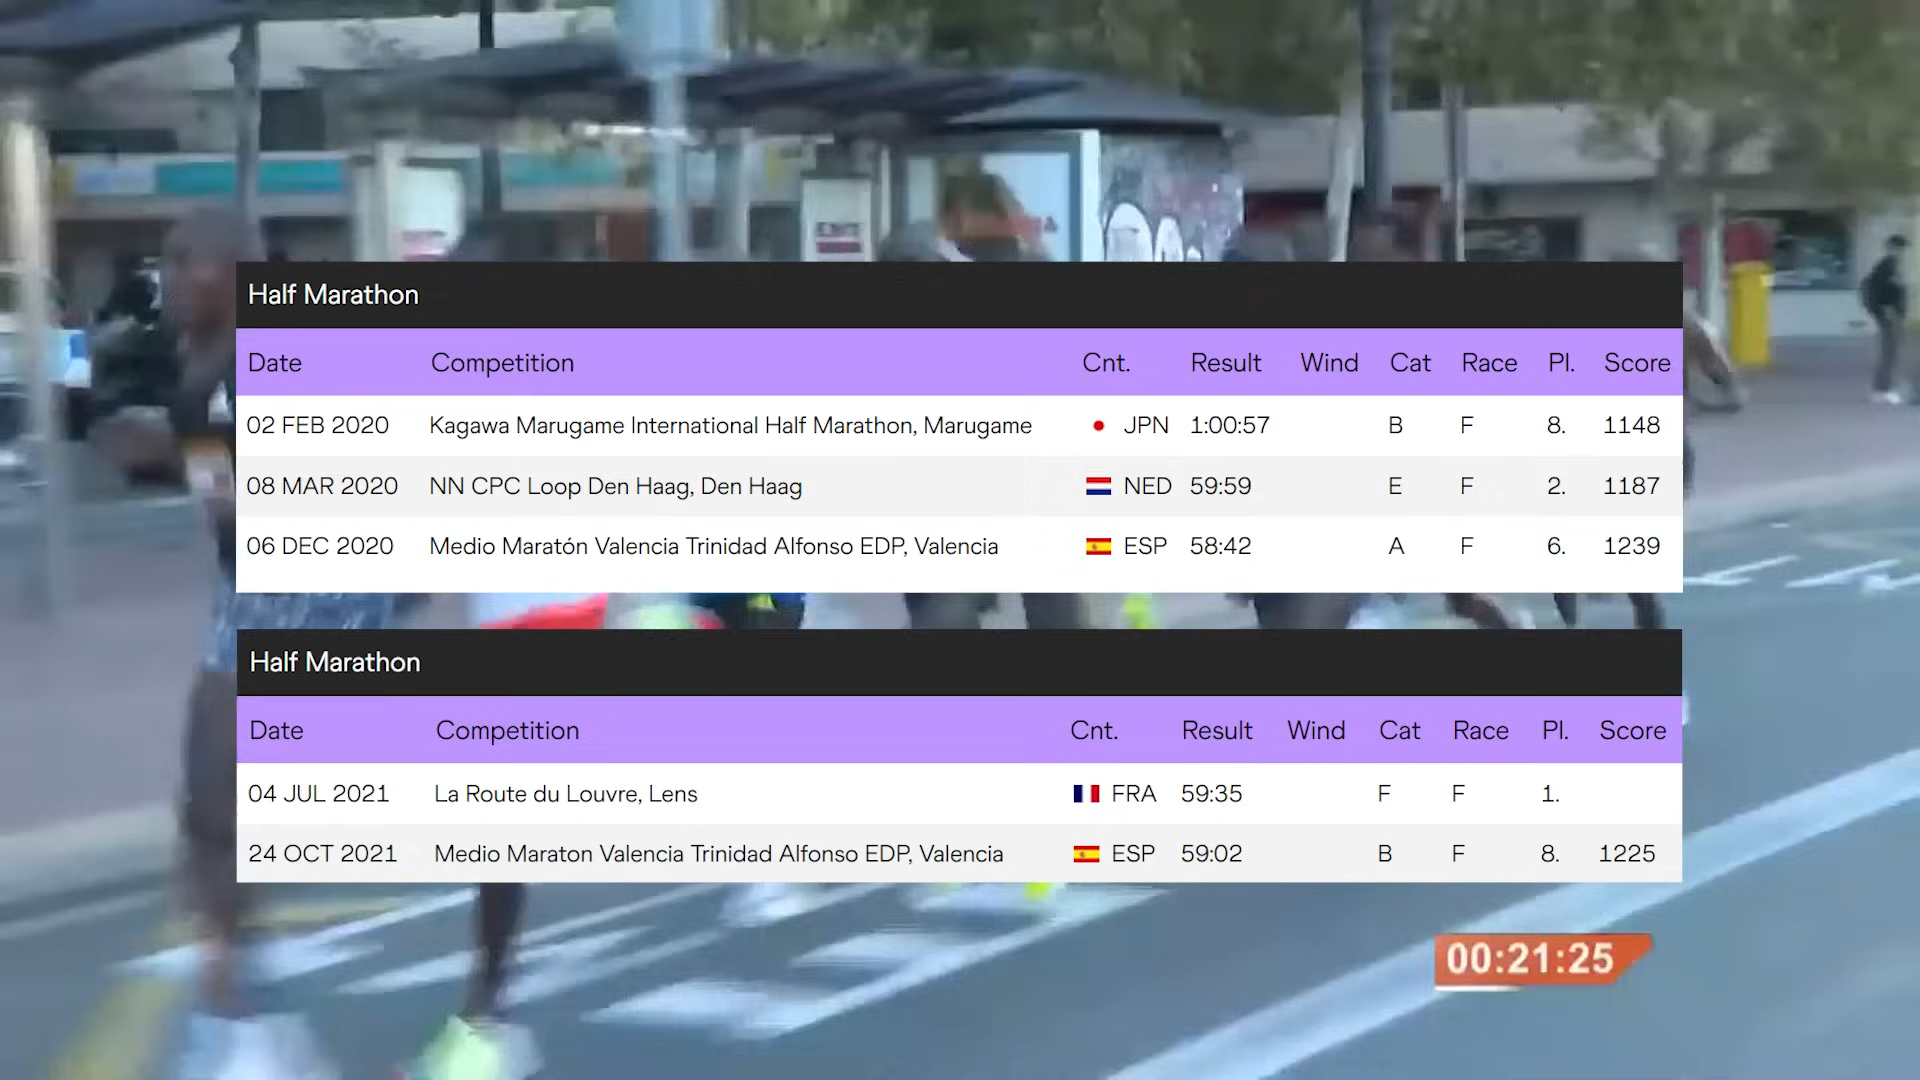 Half Marathon
Date Competition Cnt. Result Wind Cat Race Pl. Score
02 FEB 2020 Kagawa Marugame International Half Marathon, Marugame JPN 1:00:57 B F 8. 1148
08 MAR 2020 NN CPC Loop Den Haag, Den Haag NED 59:59 E F 2. 1187
06 DEC 2020 Medio Maratón Valencia Trinidad Alfonso EDP, Valencia ESP 58:42 A F 6. 1239
Half Marathon
Date Competition Cnt. Result Wind Cat Race Pl. Score
04 JUL 2021 La Route du Louvre, Lens FRA 59:35 F F 1.
24 OCT 2021 Medio Maraton Valencia Trinidad Alfonso EDP, Valencia ESP 59:02 B F 8. 1225
00:21:25